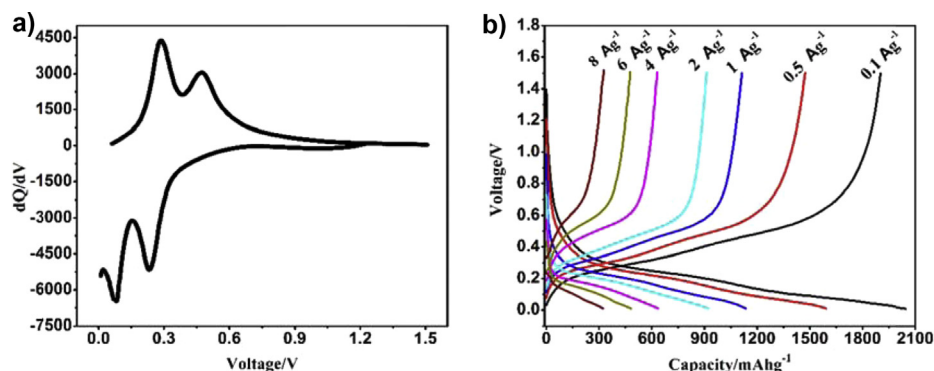 a)
4500
3000
1500
0
-1500
-3000
-4500
-6000
-7500
dQ/dV
0.0 0.3 0.6 0.9 1.2 1.5
Voltage/V
b)
1.8
1.6
1.4
1.2
1.0
0.8
0.6
0.4
0.2
0.0
Voltage/V
8 Ag⁻¹
6 Ag⁻¹
4 Ag⁻¹
2 Ag⁻¹
1 Ag⁻¹
0.5 Ag⁻¹
0.1 Ag⁻¹
0 300 600 900 1200 1500 1800 2100
Capacity/mAhg⁻¹